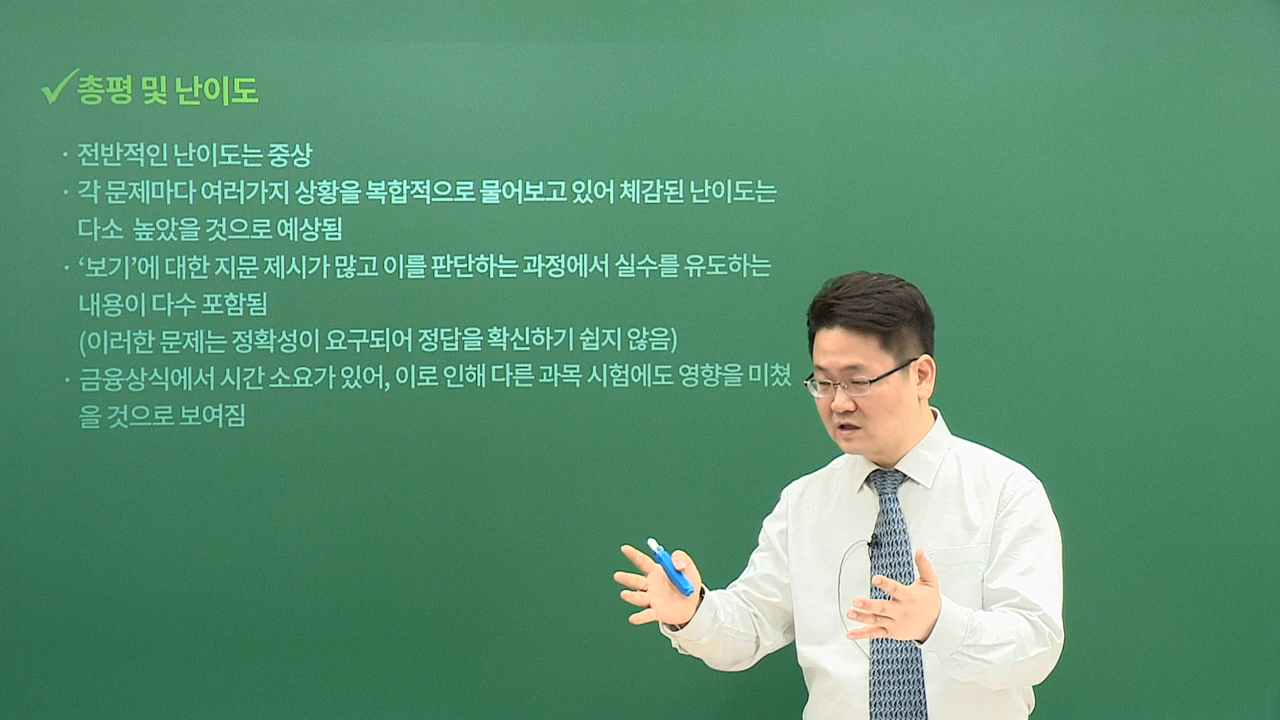 ✓총평 및 난이도
· 전반적인 난이도는 중상
· 각 문제마다 여러가지 상황을 복합적으로 물어보고 있어 체감된 난이도는
다소 높았을 것으로 예상됨
· ‘보기’에 대한 지문 제시가 많고 이를 판단하는 과정에서 실수를 유도하는
내용이 다수 포함됨
(이러한 문제는 정확성이 요구되어 정답을 확신하기 쉽지 않음)
· 금융상식에서 시간 소요가 있어, 이로 인해 다른 과목 시험에도 영향을 미쳤
을 것으로 보여짐